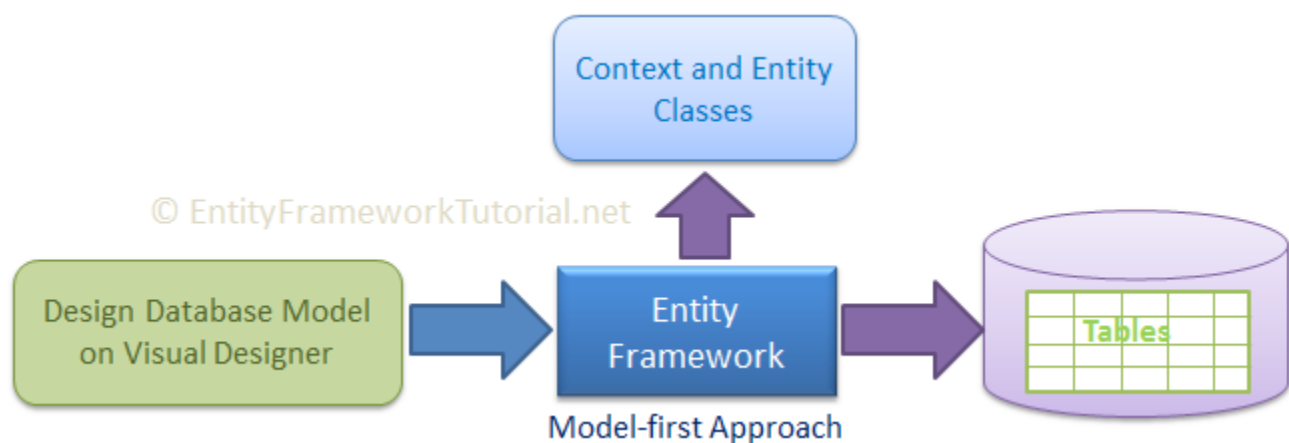 Context and Entity
Classes
© EntityFrameworkTutorial.net
Design Database Model
on Visual Designer
Entity
Framework
Tables
Model-first Approach